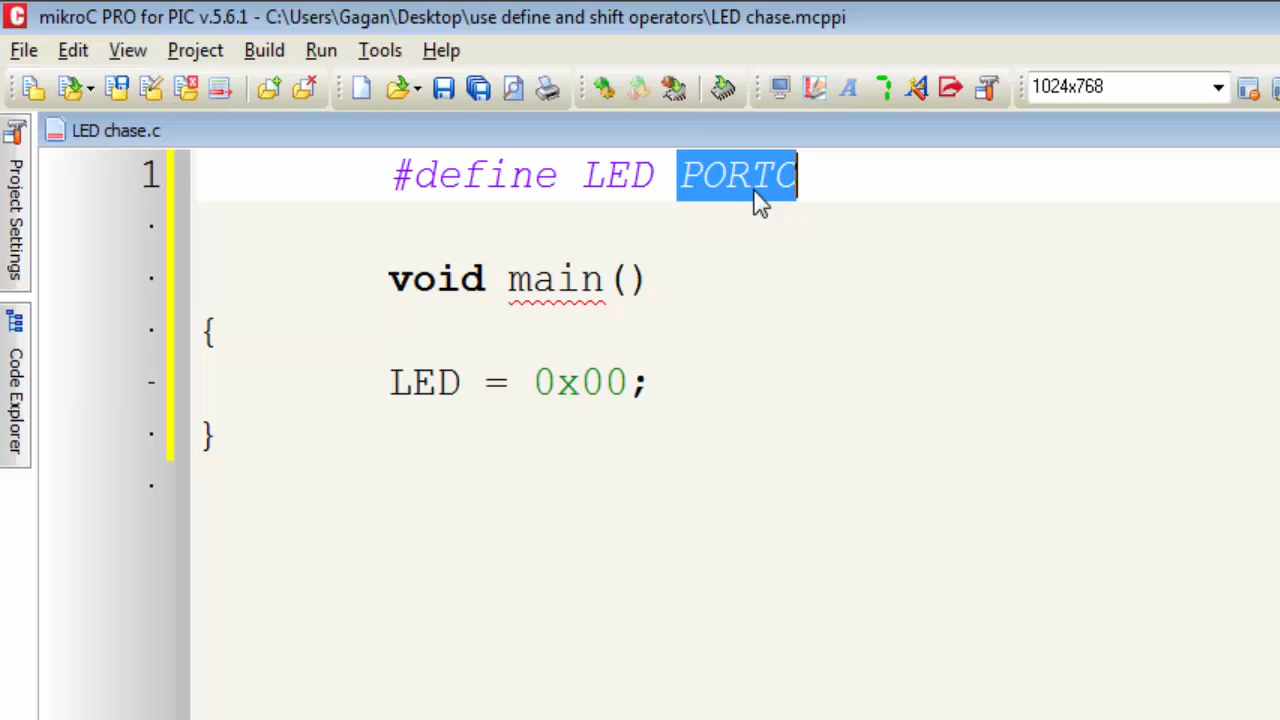 mikroC PRO for PIC v.5.6.1 - C:\Users\Gagan\Desktop\use define and shift operators\LED chase.mcppi
File Edit View Project Build Run Tools Help
1024x768
LED chase.c
Project Settings
Code Explorer
1 #define LED PORTC
void main()
{
LED = 0x00;
}